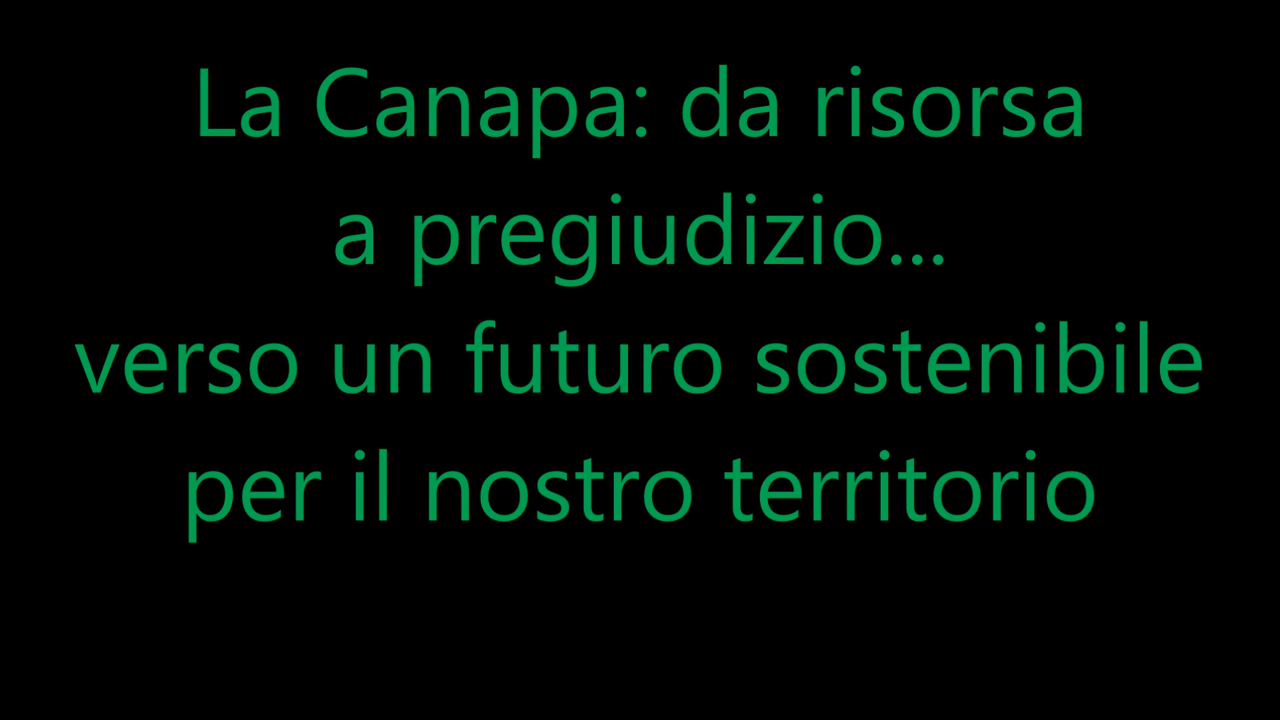 La Canapa: da risorsa
a pregiudizio...
verso un futuro sostenibile
per il nostro territorio